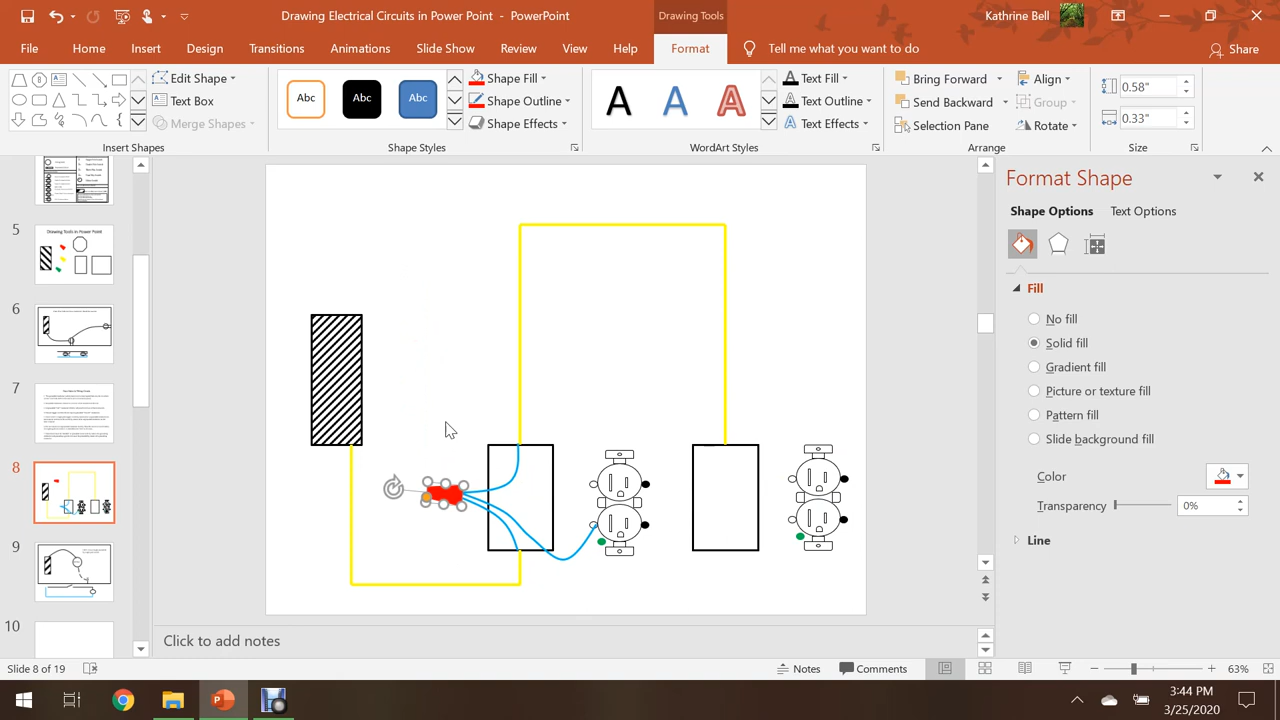 Drawing Electrical Circuits in Power Point - PowerPoint
Drawing Tools
Kathrine Bell
File Home Insert Design Transitions Animations Slide Show Review View Help Format Tell me what you want to do Share
Edit Shape
Text Box
Merge Shapes
Insert Shapes
Abc Abc Abc
Shape Fill
Shape Outline
Shape Effects
Shape Styles
A A A
Text Fill
Text Outline
Text Effects
WordArt Styles
Bring Forward
Send Backward
Selection Pane
Align
Group
Rotate
Arrange
0.58"
0.33"
Size
5
Drawing Tools in Power Point
6
7
8
9
10
Format Shape
Shape Options Text Options
Fill
No fill
Solid fill
Gradient fill
Picture or texture fill
Pattern fill
Slide background fill
Color
Transparency 0%
Line
Click to add notes
Slide 8 of 19
Notes Comments 63%
3:44 PM
3/25/2020